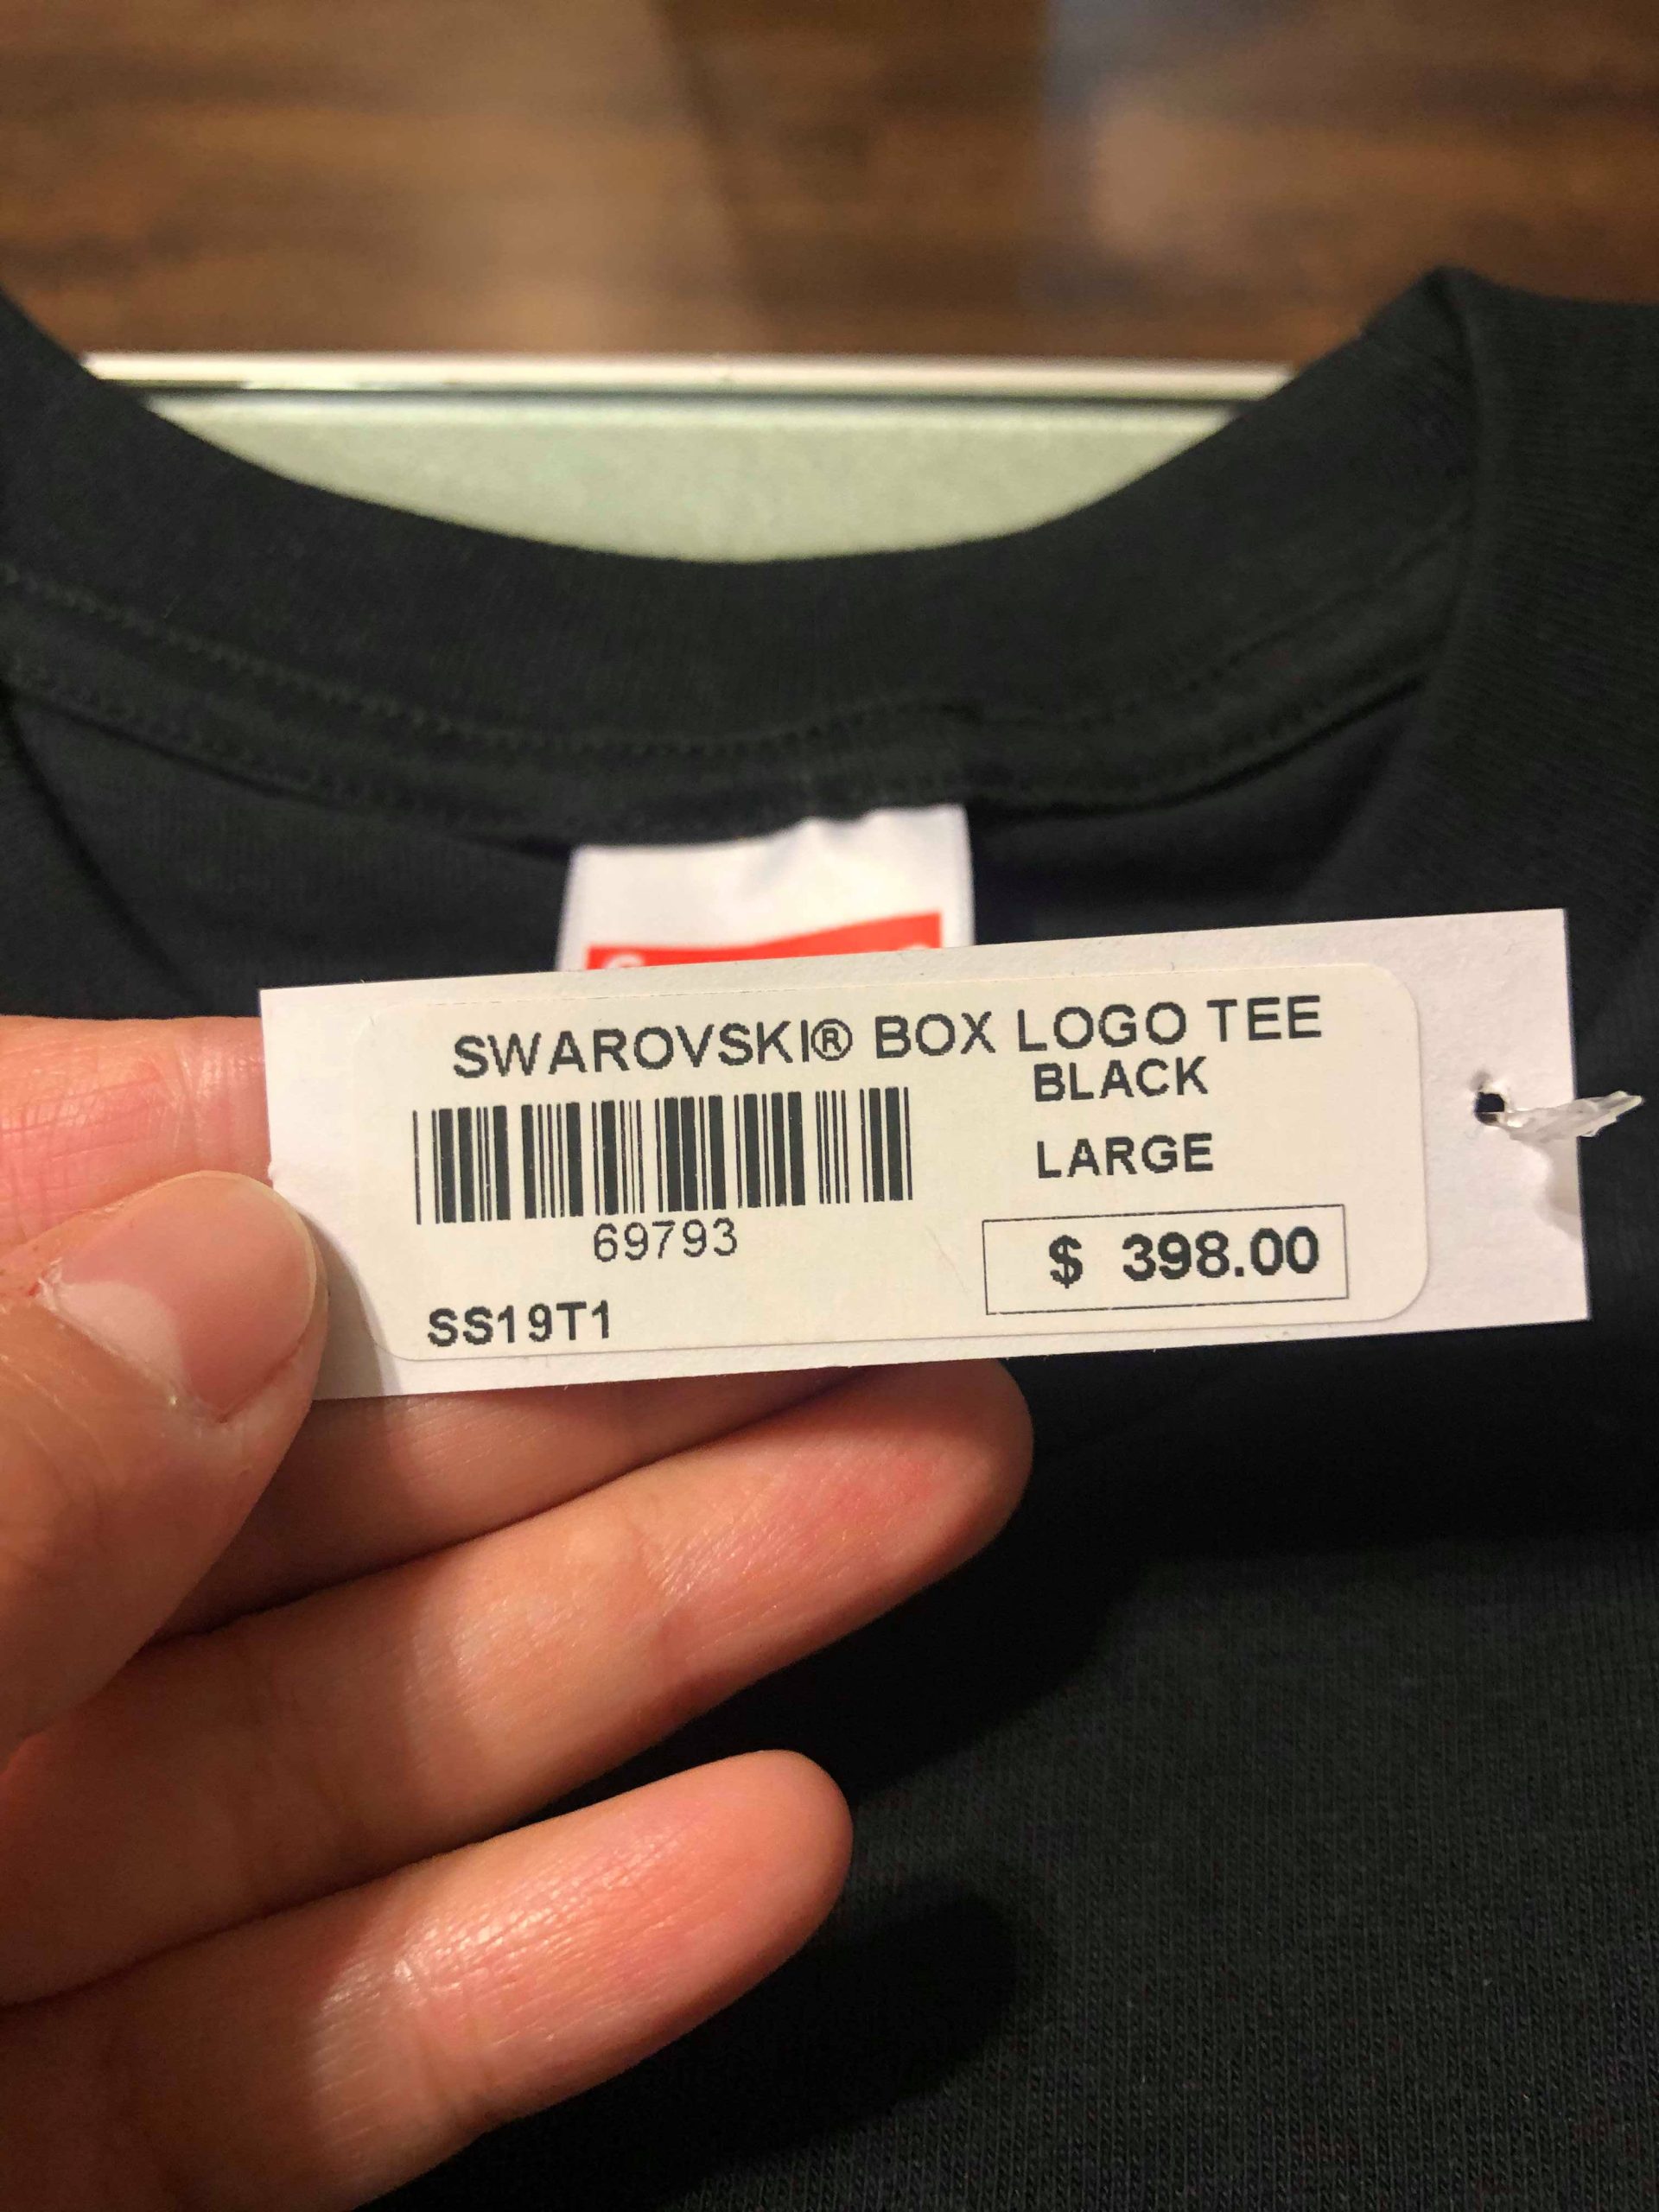 SWAROVSKI® BOX LOGO TEE
BLACK
LARGE
69793
$ 398.00
SS19T1